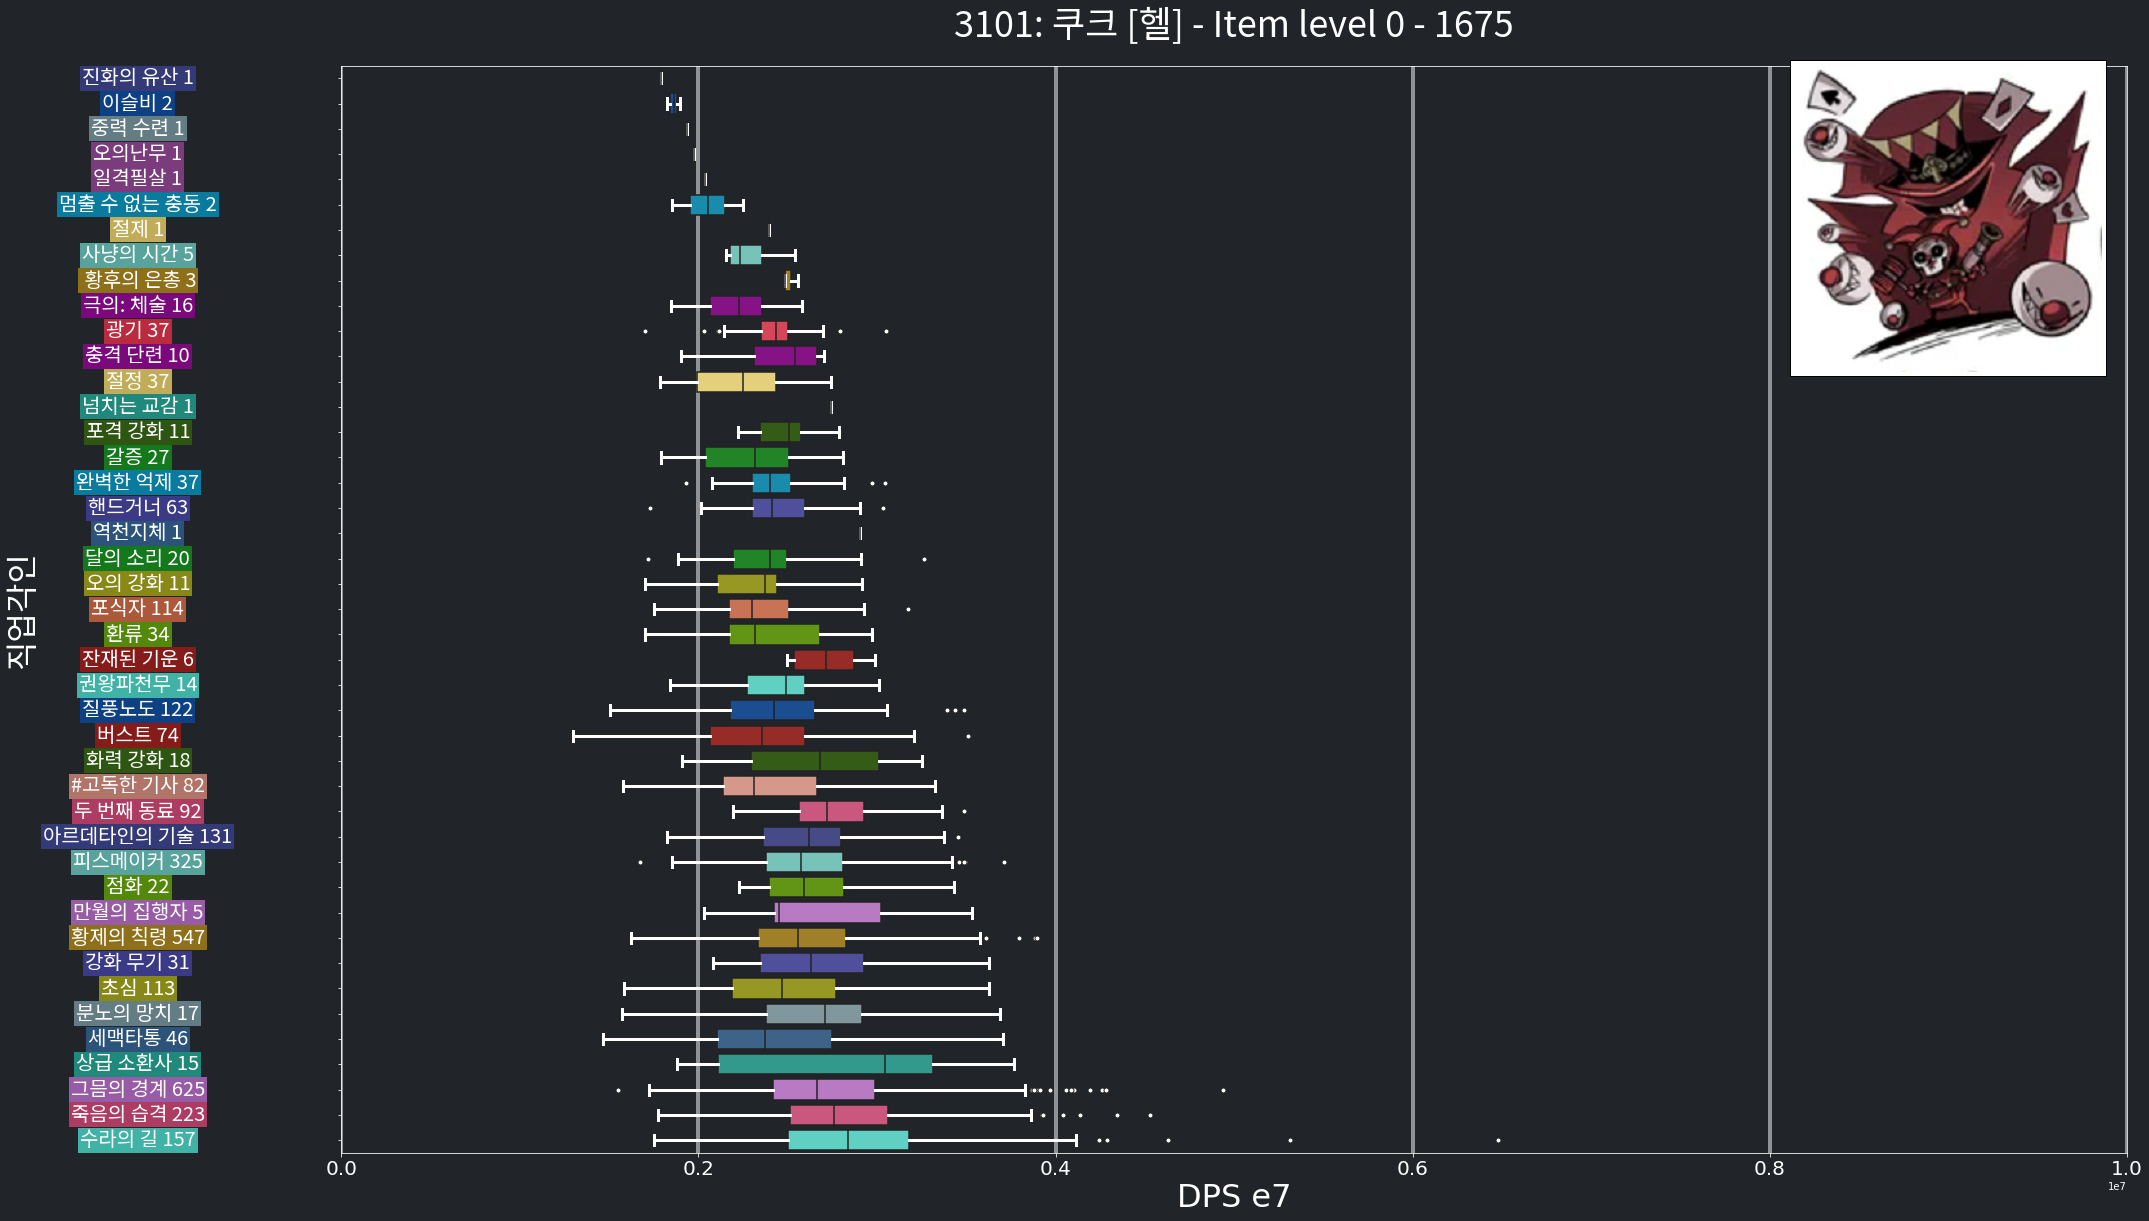 3101: 쿠크 [헬] - Item level 0 - 1675
직업각인
진화의 유산 1
이슬비 2
중력 수련 1
오의난무 1
일격필살 1
멈출 수 없는 충동 2
절제 1
사냥의 시간 5
황후의 은총 3
극의: 체술 16
광기 37
충격 단련 10
절정 37
넘치는 교감 1
포격 강화 11
갈증 27
완벽한 억제 37
핸드거너 63
역천지체 1
달의 소리 20
오의 강화 11
포식자 114
환류 34
잔재된 기운 6
권왕파천무 14
질풍노도 122
버스트 74
화력 강화 18
#고독한 기사 82
두 번째 동료 92
아르데타인의 기술 131
피스메이커 325
점화 22
만월의 집행자 5
황제의 칙령 547
강화 무기 31
초심 113
분노의 망치 17
세맥타통 46
상급 소환사 15
그믐의 경계 625
죽음의 습격 223
수라의 길 157
0.0 0.2 0.4 0.6 0.8 1.0
1e7
DPS e7